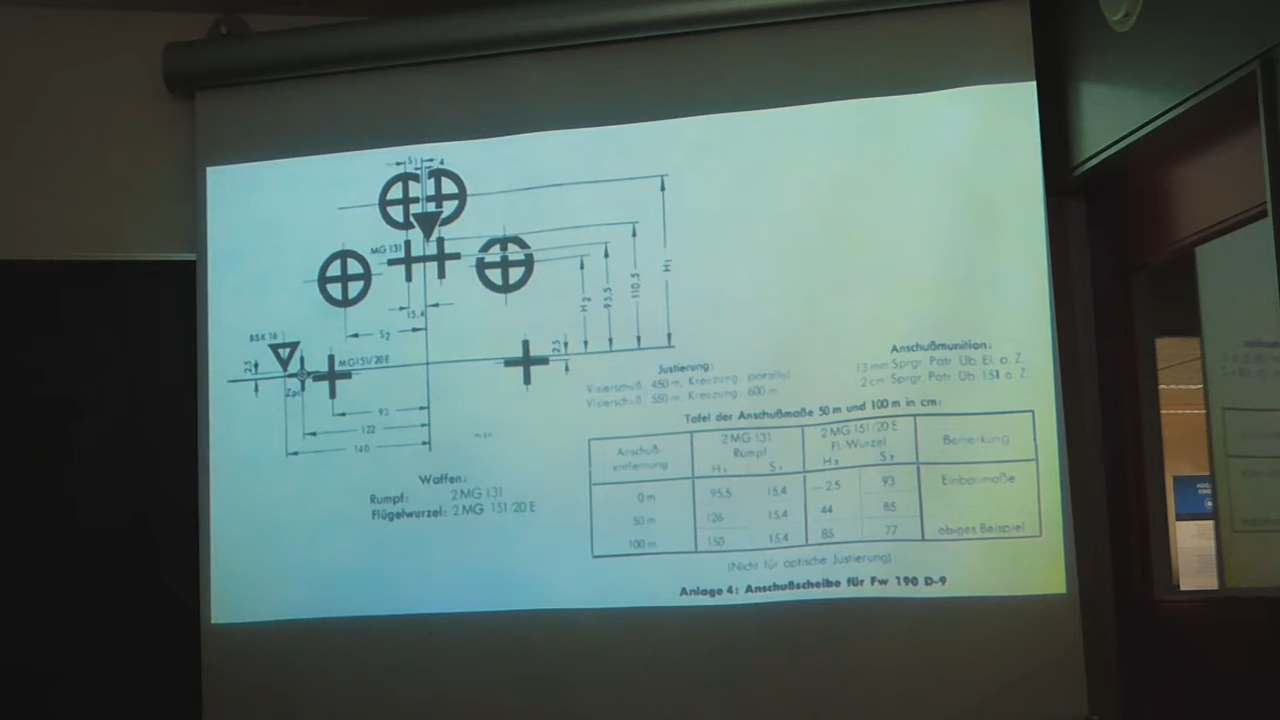 S₁ 4
MG 131
15.4
S₂
H₂
95.5
110.5
H₁
BSK 16
2.5
MG151/20E
2.5
93
122
140
Waffen:
Rumpf: 2 MG 131
Flügelwurzel: 2 MG 151/20 E
Justierung:
Visierschuß: 450 m, Kreuzung: parallel
Visierschuß: 550 m, Kreuzung: 600 m
Anschußmunition:
13 mm Sprgr. Patr. Üb. El. o. Z.
2 cm Sprgr. Patr. Üb. 151 o. Z.
Tafel der Anschußmaße 50 m und 100 m in cm:
Anschuß- 2 MG 131 2 MG 151/20 E Bemerkung
entfernung Rumpf Fl.-Wurzel
H₁ S₁ H₂ S₂
0 m 95.5 15.4 −2.5 93 Einbaumaße
50 m 126 15.4 44 85
100 m 150 15.4 85 77 obiges Beispiel
(Nicht für optische Justierung)
Anlage 4: Anschußscheibe für Fw 190 D-9